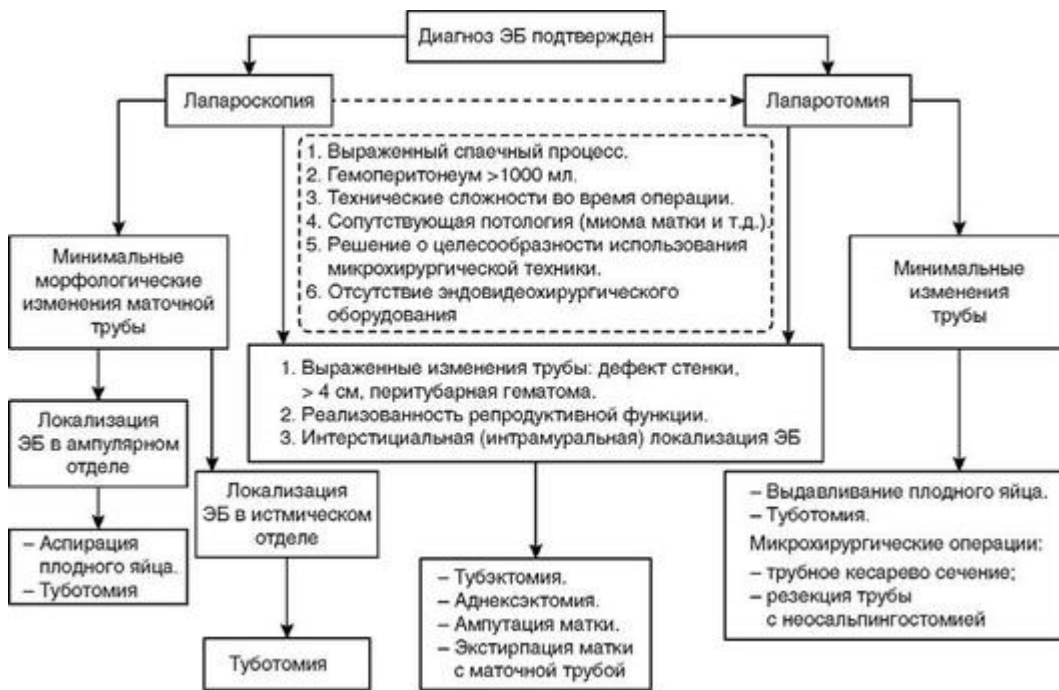 Диагноз ЭБ подтвержден
Лапароскопия
Лапаротомия
1. Выраженный спаечный процесс.
2. Гемоперитонеум >1000 мл.
3. Технические сложности во время операции.
4. Сопутствующая потология (миома матки и т.д.).
5. Решение о целесообразности использования
микрохирургической техники.
6. Отсутствие эндовидеохирургического
оборудования
Минимальные
морфологические
изменения маточной
трубы
Минимальные
изменения
трубы
1. Выраженные изменения трубы: дефект стенки,
> 4 см, перитубарная гематома.
2. Реализованность репродуктивной функции.
3. Интерстициальная (интрамуральная) локализация ЭБ
Локализация
ЭБ в ампулярном
отделе
Локализация
ЭБ в истмическом
отделе
– Аспирация
плодного яйца.
– Туботомия
Туботомия
– Тубэктомия.
– Аднексэктомия.
– Ампутация матки.
– Экстирпация матки
с маточной трубой
– Выдавливание плодного яйца.
– Туботомия.
Микрохирургические операции:
– трубное кесарево сечение;
– резекция трубы
с неосальпингостомией